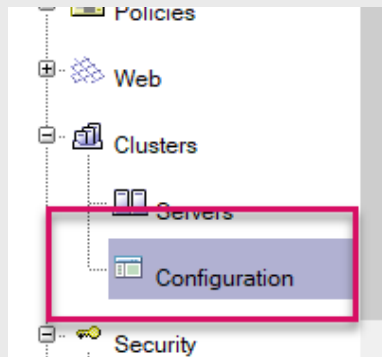 Policies
Web
Clusters
Servers
Configuration
Security